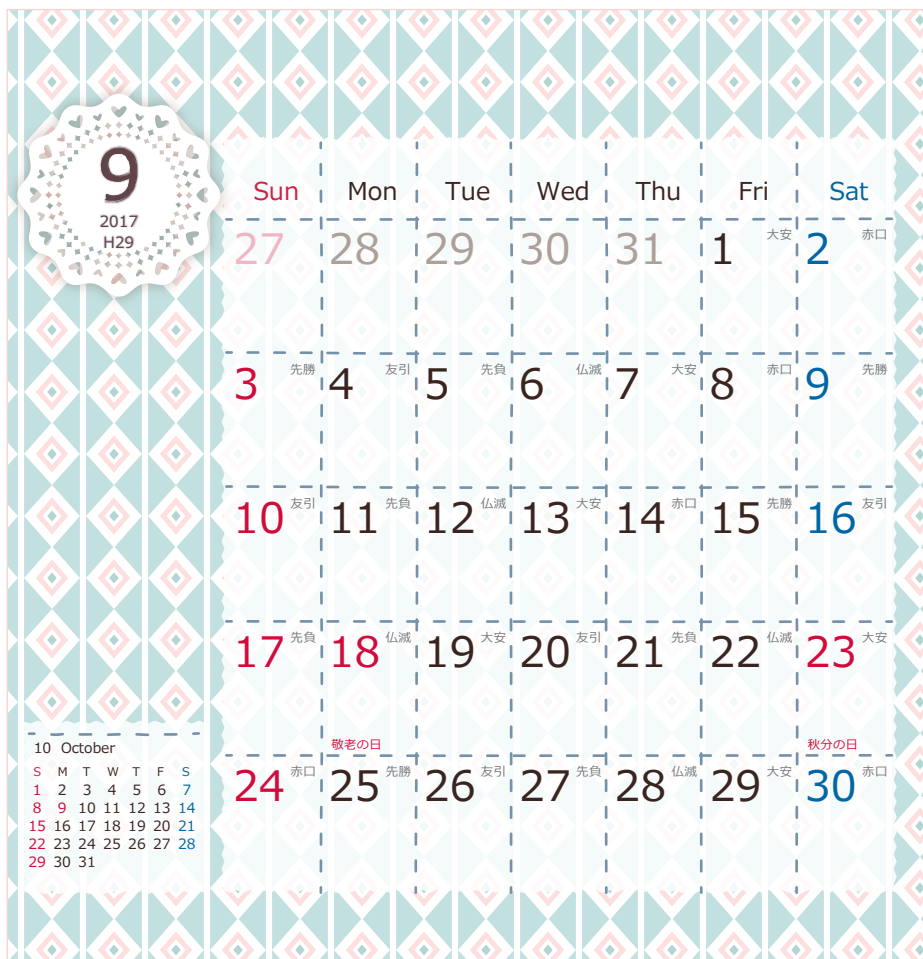 9
2017
H29
Sun Mon Tue Wed Thu Fri Sat
27 28 29 30 31 1 大安 2 赤口
3 先勝 4 友引 5 先負 6 仏滅 7 大安 8 赤口 9 先勝
10 友引 11 先負 12 仏滅 13 大安 14 赤口 15 先勝 16 友引
17 先負 18 仏滅 19 大安 20 友引 21 先負 22 仏滅 23 大安
敬老の日 秋分の日
24 赤口 25 先勝 26 友引 27 先負 28 仏滅 29 大安 30 赤口
10 October
S M T W T F S
1 2 3 4 5 6 7
8 9 10 11 12 13 14
15 16 17 18 19 20 21
22 23 24 25 26 27 28
29 30 31